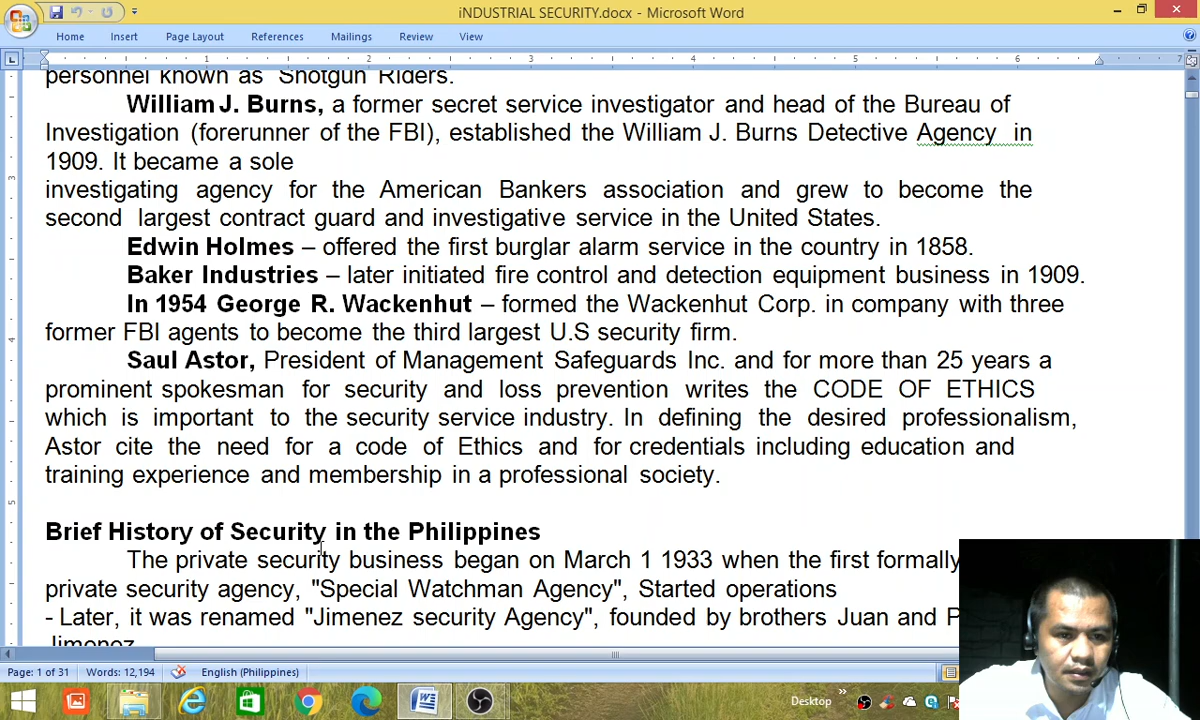 iNDUSTRIAL SECURITY.docx - Microsoft Word
Home Insert Page Layout References Mailings Review View
1 2 3 4 5 6 7
personnel known as "Shotgun Riders.
William J. Burns, a former secret service investigator and head of the Bureau of
Investigation (forerunner of the FBI), established the William J. Burns Detective Agency in
1909. It became a sole
investigating agency for the American Bankers association and grew to become the
second largest contract guard and investigative service in the United States.
Edwin Holmes – offered the first burglar alarm service in the country in 1858.
Baker Industries – later initiated fire control and detection equipment business in 1909.
In 1954 George R. Wackenhut – formed the Wackenhut Corp. in company with three
former FBI agents to become the third largest U.S security firm.
Saul Astor, President of Management Safeguards Inc. and for more than 25 years a
prominent spokesman for security and loss prevention writes the CODE OF ETHICS
which is important to the security service industry. In defining the desired professionalism,
Astor cite the need for a code of Ethics and for credentials including education and
training experience and membership in a professional society.
Brief History of Security in the Philippines
The private security business began on March 1 1933 when the first formally
private security agency, "Special Watchman Agency", Started operations
- Later, it was renamed "Jimenez security Agency", founded by brothers Juan and
Jimenez
3
4
5
Page: 1 of 31 Words: 12,194 English (Philippines)
Desktop